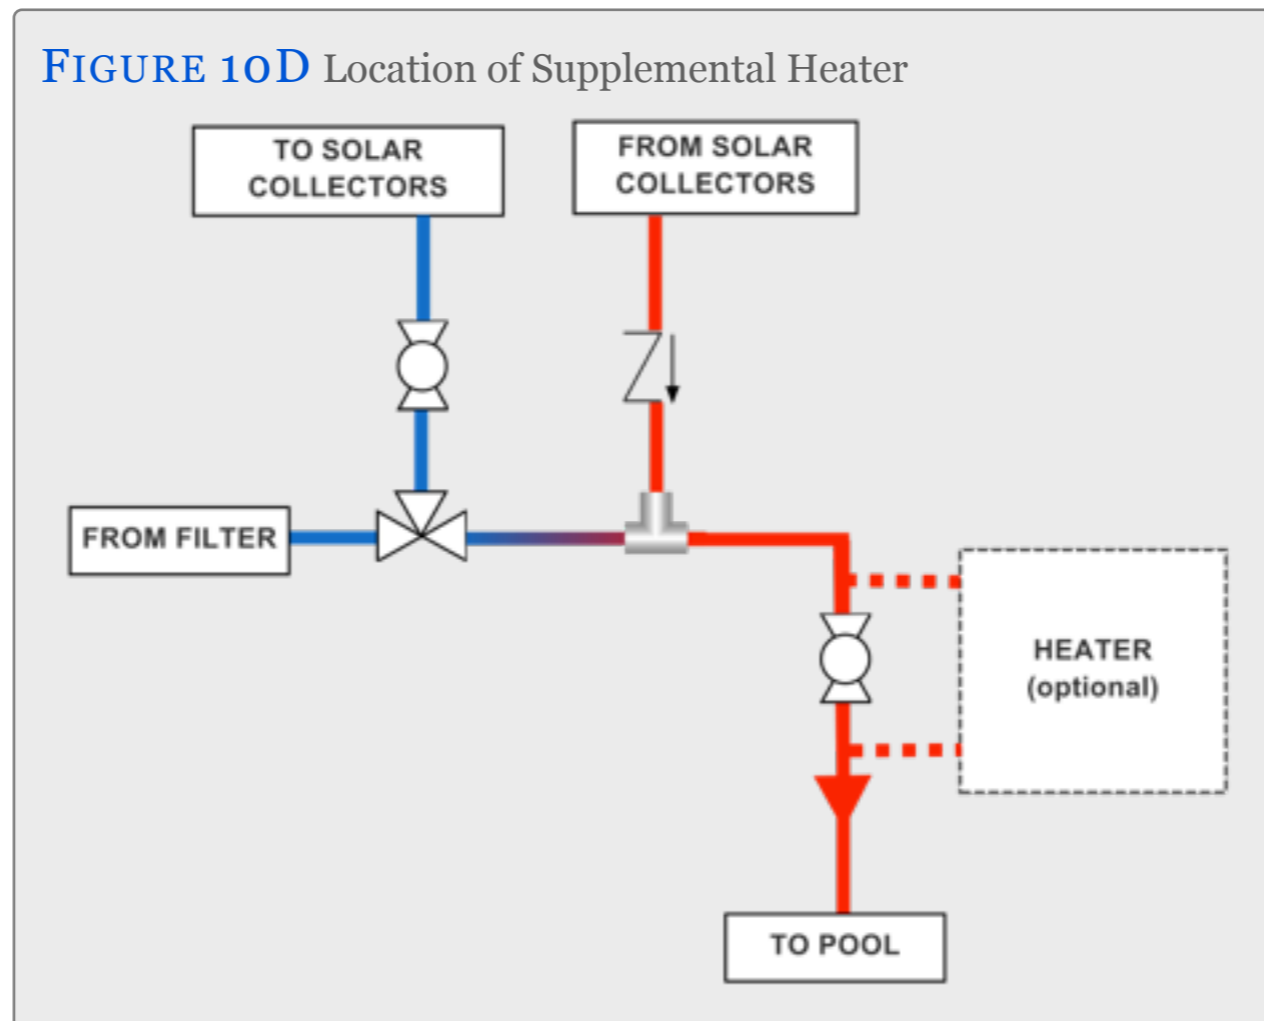 FIGURE 10D Location of Supplemental Heater
TO SOLAR
COLLECTORS
FROM SOLAR
COLLECTORS
FROM FILTER
HEATER
(optional)
TO POOL